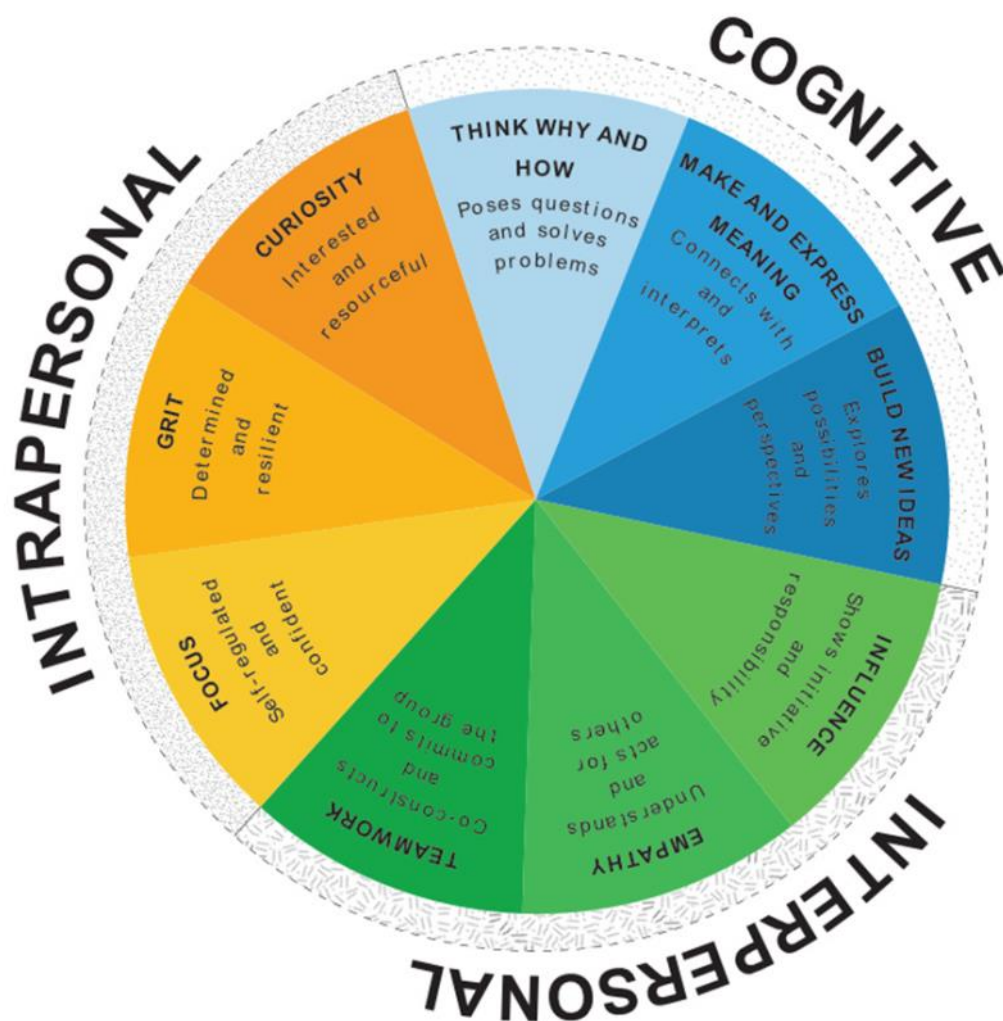 COGNITIVE
THINK WHY AND
HOW
Poses questions
and solves
problems
MAKE AND EXPRESS
MEANING
Connects with
and
interprets
BUILD NEW IDEAS
Explores
possibilities
and
perspectives
INTERPERSONAL
INFLUENCE
Shows initiative
and
responsibility
EMPATHY
Understands
and
acts for
others
TEAMWORK
Co-constructs
and
commits to
the group
INTRAPERSONAL
FOCUS
Self-regulated
and
confident
GRIT
Determined
and
resilient
CURIOSITY
Interested
and
resourceful